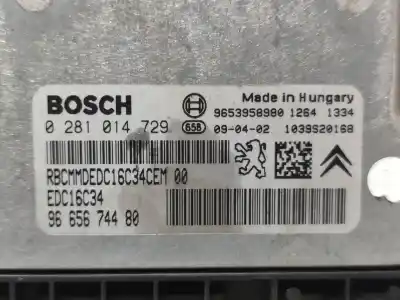 BOSCH
Made in Hungary
9653958980 1264 1334
0 281 014 729 658 09-04-02 1039S20168
RBCMMDEDC16C34CEM 00
EDC16C34
96 656 744 80